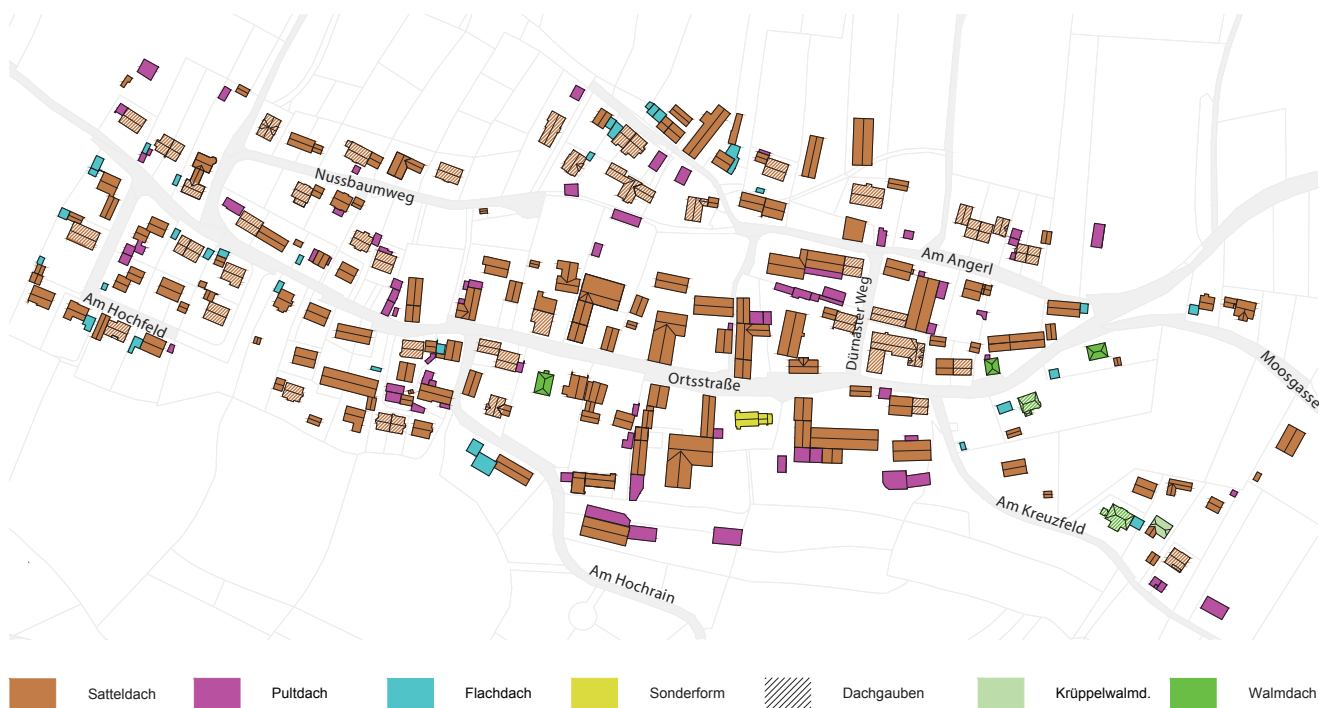 Nussbaumweg
Am Angerl
Dürnaster Weg
Am Hochfeld
Moosgasse
Ortsstraße
Am Kreuzfeld
Am Hochrain
Satteldach
Pultdach
Flachdach
Sonderform
Dachgauben
Krüppelwalmd.
Walmdach